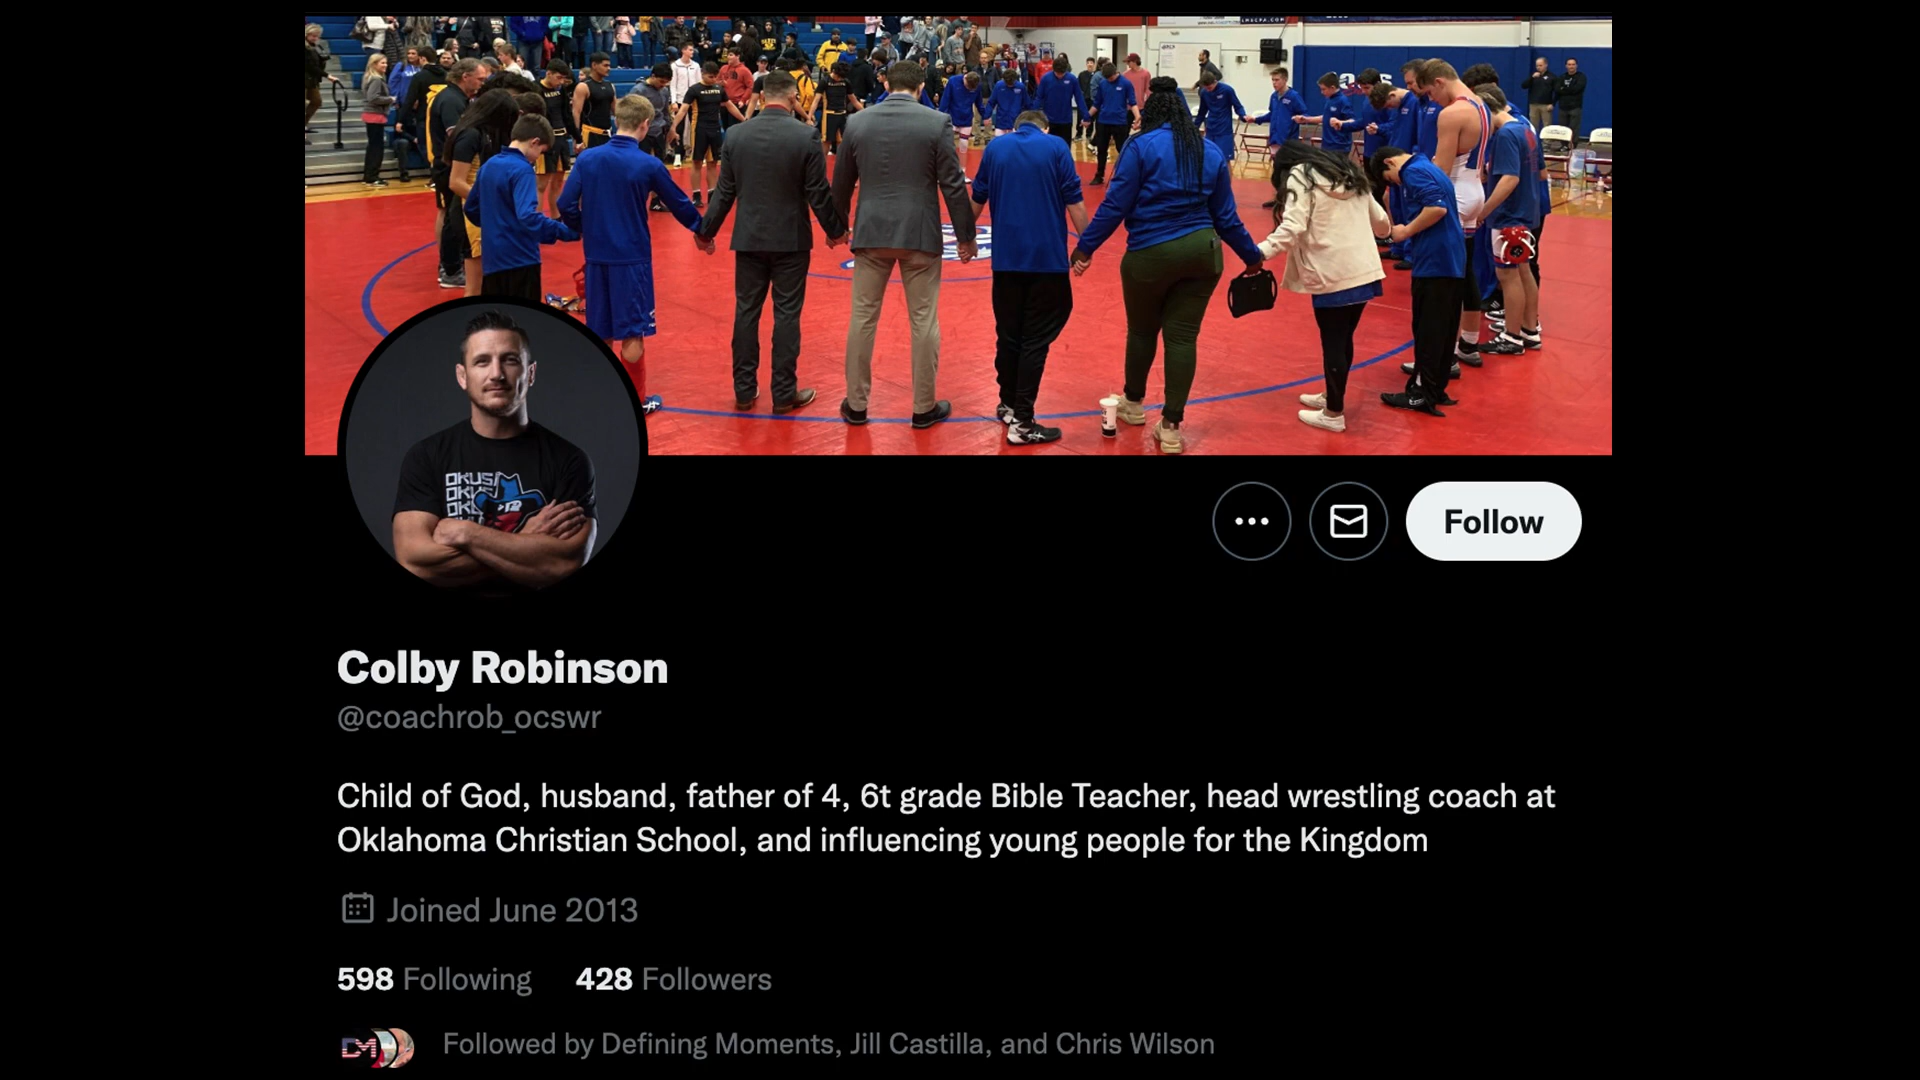 OKUS
Follow
Colby Robinson
@coachrob_ocswr
Child of God, husband, father of 4, 6t grade Bible Teacher, head wrestling coach at
Oklahoma Christian School, and influencing young people for the Kingdom
Joined June 2013
598 Following 428 Followers
DM
Followed by Defining Moments, Jill Castilla, and Chris Wilson